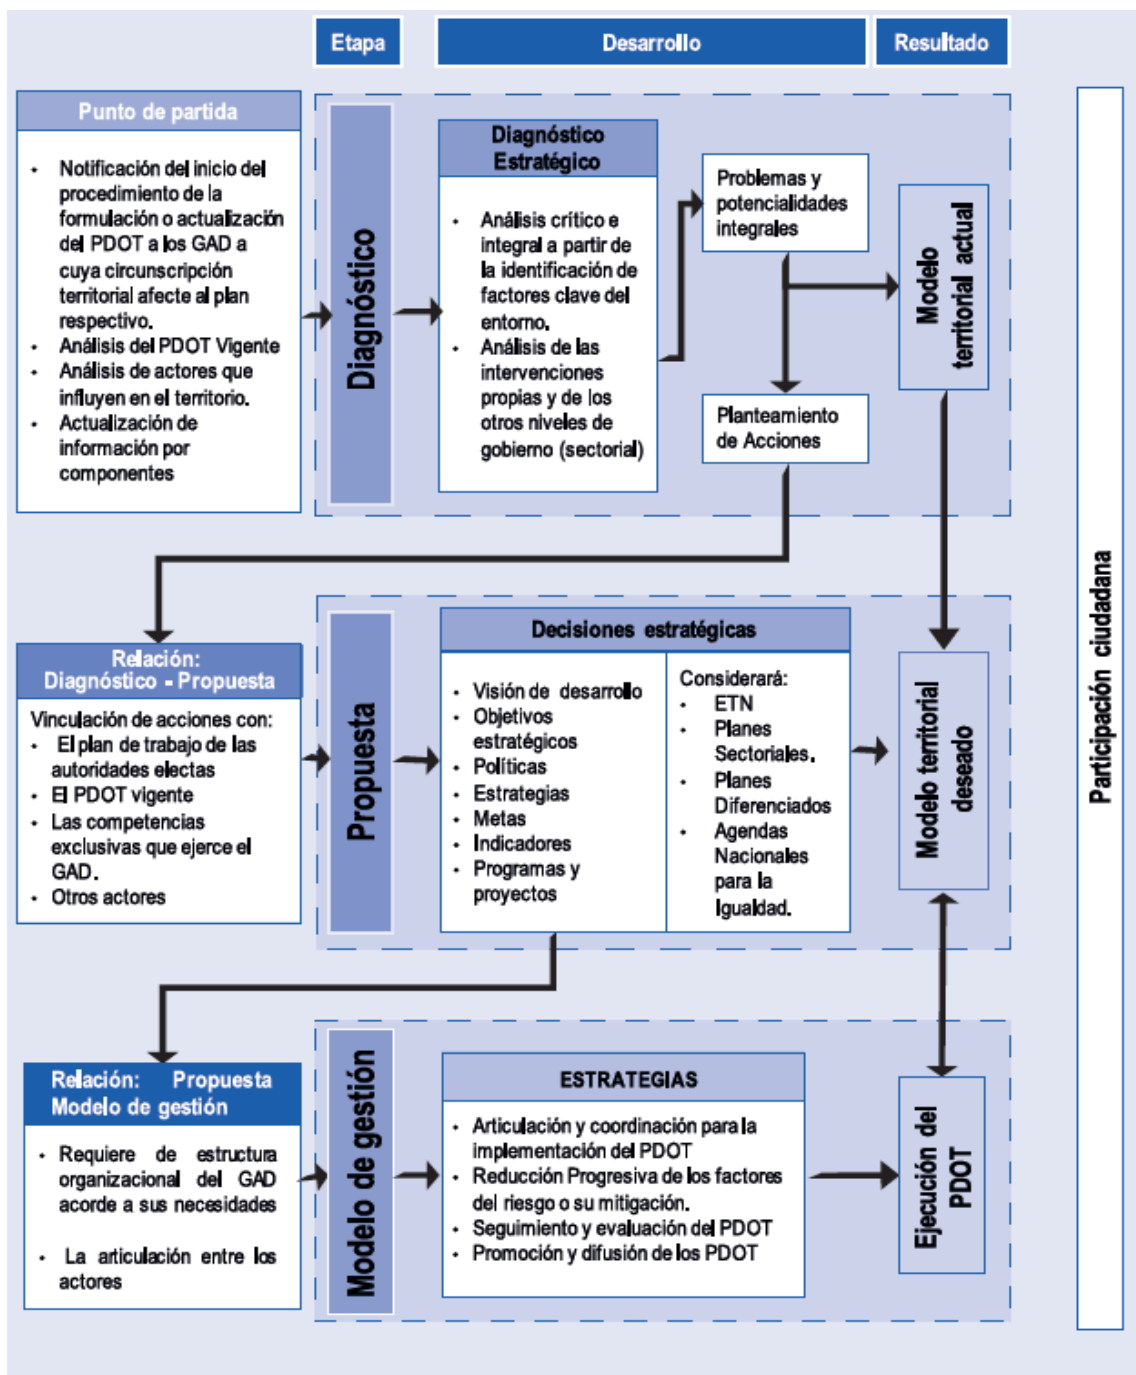 Etapa
Desarrollo
Resultado
Punto de partida
• Notificación del inicio del
procedimiento de la
formulación o actualización
del PDOT a los GAD a
cuya circunscripción
territorial afecte al plan
respectivo.
• Análisis del PDOT Vigente
• Análisis de actores que
influyen en el territorio.
• Actualización de
información por
componentes
Diagnóstico
Diagnóstico
Estratégico
• Análisis crítico e
integral a partir de
la identificación de
factores clave del
entorno.
• Análisis de las
intervenciones
propias y de los
otros niveles de
gobierno (sectorial)
Problemas y
potencialidades
integrales
Planteamiento
de Acciones
Modelo
territorial actual
Relación:
Diagnóstico - Propuesta
Vinculación de acciones con:
• El plan de trabajo de las
autoridades electas
• El PDOT vigente
• Las competencias
exclusivas que ejerce el
GAD.
• Otros actores
Propuesta
Decisiones estratégicas
• Visión de desarrollo
• Objetivos
estratégicos
• Políticas
• Estrategias
• Metas
• Indicadores
• Programas y
proyectos
Considerará:
• ETN
• Planes
Sectoriales.
• Planes
Diferenciados
• Agendas
Nacionales
para la
Igualdad.
Modelo territorial
deseado
Relación: Propuesta
Modelo de gestión
• Requiere de estructura
organizacional del GAD
acorde a sus necesidades
• La articulación entre los
actores
Modelo de gestión
ESTRATEGIAS
• Articulación y coordinación para la
implementación del PDOT
• Reducción Progresiva de los factores
del riesgo o su mitigación.
• Seguimiento y evaluación del PDOT
• Promoción y difusión de los PDOT
Ejecución del
PDOT
Participación ciudadana